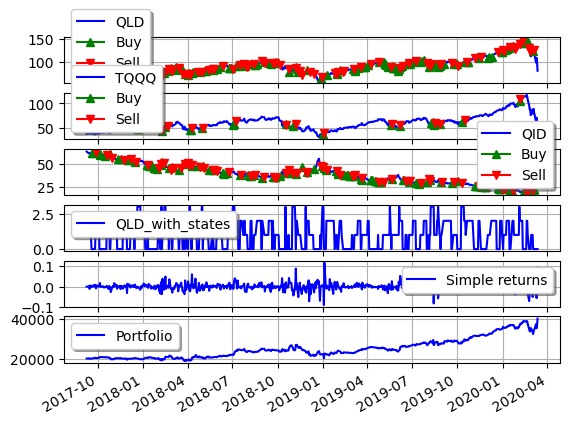 QLD
Buy
Sell
150
100
TQQQ
Buy
Sell
100
50
QID
Buy
Sell
50
25
QLD_with_states
2.5
0.0
Simple returns
0.1
0.0
−0.1
Portfolio
40000
20000
2017-10
2018-01
2018-04
2018-07
2018-10
2019-01
2019-04
2019-07
2019-10
2020-01
2020-04